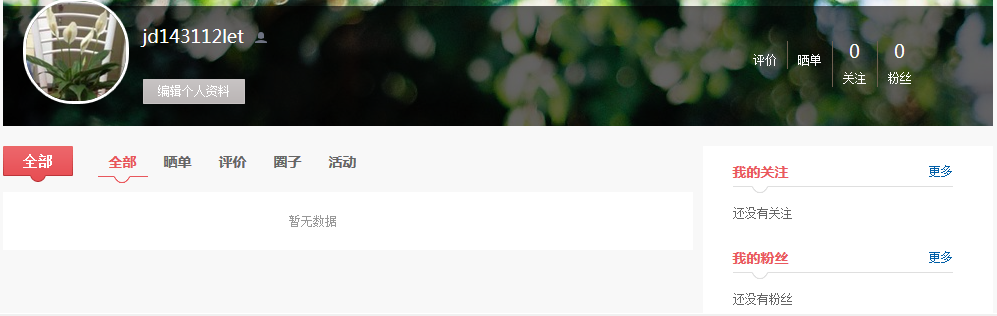 jd143112let
编辑个人资料
评价 晒单 0 关注 0 粉丝
全部 全部 晒单 评价 圈子 活动
暂无数据
我的关注 更多
还没有关注
我的粉丝 更多
还没有粉丝